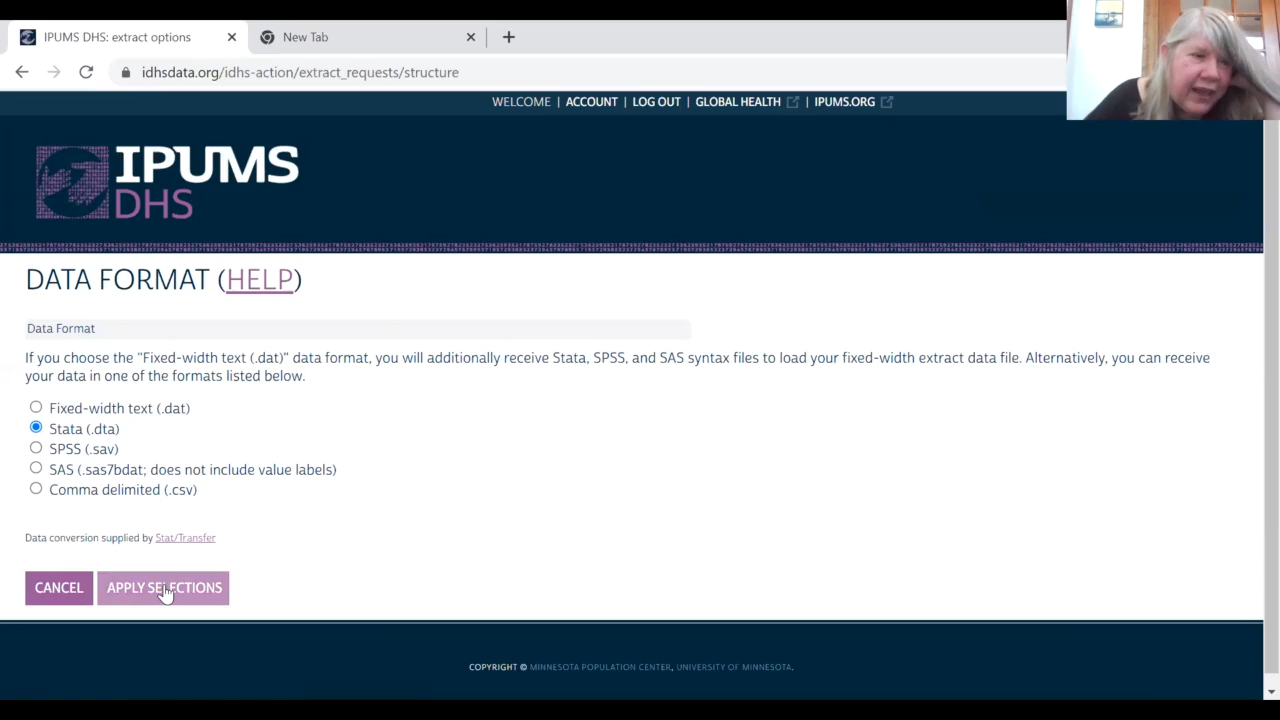 IPUMS DHS: extract options
New Tab
idhsdata.org/idhs-action/extract_requests/structure
WELCOME | ACCOUNT | LOG OUT | GLOBAL HEALTH | IPUMS.ORG
IPUMS
DHS
DATA FORMAT (HELP)
Data Format
If you choose the "Fixed-width text (.dat)" data format, you will additionally receive Stata, SPSS, and SAS syntax files to load your fixed-width extract data file. Alternatively, you can receive
your data in one of the formats listed below.
Fixed-width text (.dat)
Stata (.dta)
SPSS (.sav)
SAS (.sas7bdat; does not include value labels)
Comma delimited (.csv)
Data conversion supplied by Stat/Transfer
CANCEL APPLY SELECTIONS
COPYRIGHT © MINNESOTA POPULATION CENTER, UNIVERSITY OF MINNESOTA.